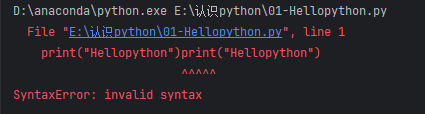 D:\anaconda\python.exe E:\认识python\01-Hellopython.py
File "E:\认识python\01-Hellopython.py", line 1
print("Hellopython")print("Hellopython")
^^^^^
SyntaxError: invalid syntax